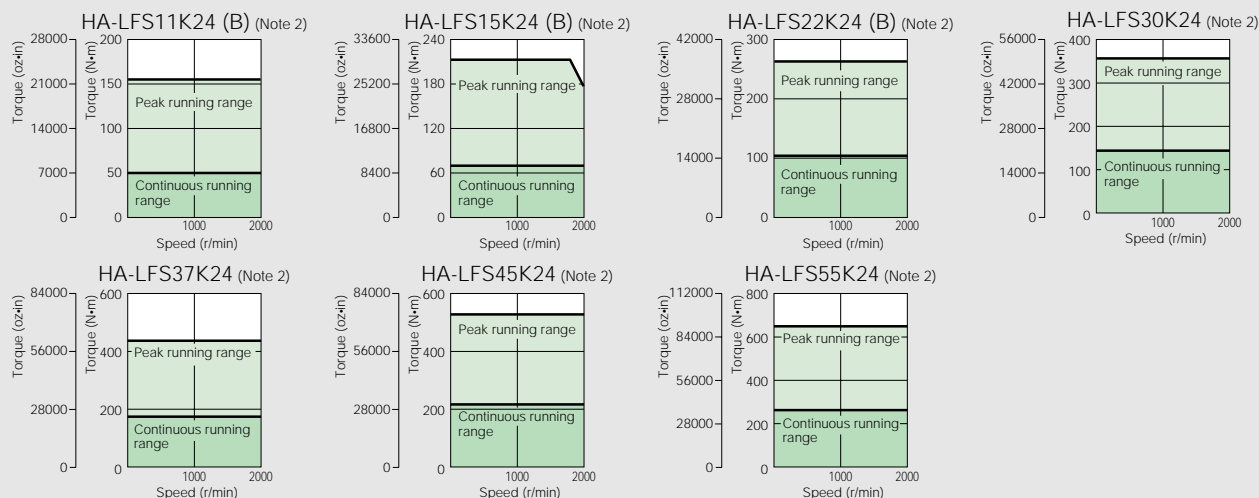 HA-LFS11K24 (B) (Note 2)
Torque (oz•in)
28000
21000
14000
7000
0
Torque (N•m)
200
150
100
50
0
Peak running range
Continuous running
range
1000
2000
Speed (r/min)
HA-LFS15K24 (B) (Note 2)
Torque (oz•in)
33600
25200
16800
8400
0
Torque (N•m)
240
180
120
60
0
Peak running range
Continuous running
range
1000
2000
Speed (r/min)
HA-LFS22K24 (B) (Note 2)
Torque (oz•in)
42000
28000
14000
0
Torque (N•m)
300
200
100
0
Peak running range
Continuous running
range
1000
2000
Speed (r/min)
HA-LFS30K24 (Note 2)
Torque (oz•in)
56000
42000
28000
14000
0
Torque (N•m)
400
300
200
100
0
Peak running range
Continuous running
range
1000
2000
Speed (r/min)
HA-LFS37K24 (Note 2)
Torque (oz•in)
84000
56000
28000
0
Torque (N•m)
600
400
200
0
Peak running range
Continuous running
range
1000
2000
Speed (r/min)
HA-LFS45K24 (Note 2)
Torque (oz•in)
84000
56000
28000
0
Torque (N•m)
600
400
200
0
Peak running range
Continuous running
range
1000
2000
Speed (r/min)
HA-LFS55K24 (Note 2)
Torque (oz•in)
112000
84000
56000
28000
0
Torque (N•m)
800
600
400
200
0
Peak running range
Continuous running
range
1000
2000
Speed (r/min)